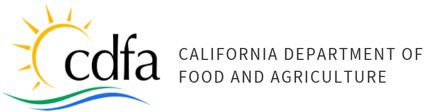 cdfa
CALIFORNIA DEPARTMENT OF
FOOD AND AGRICULTURE